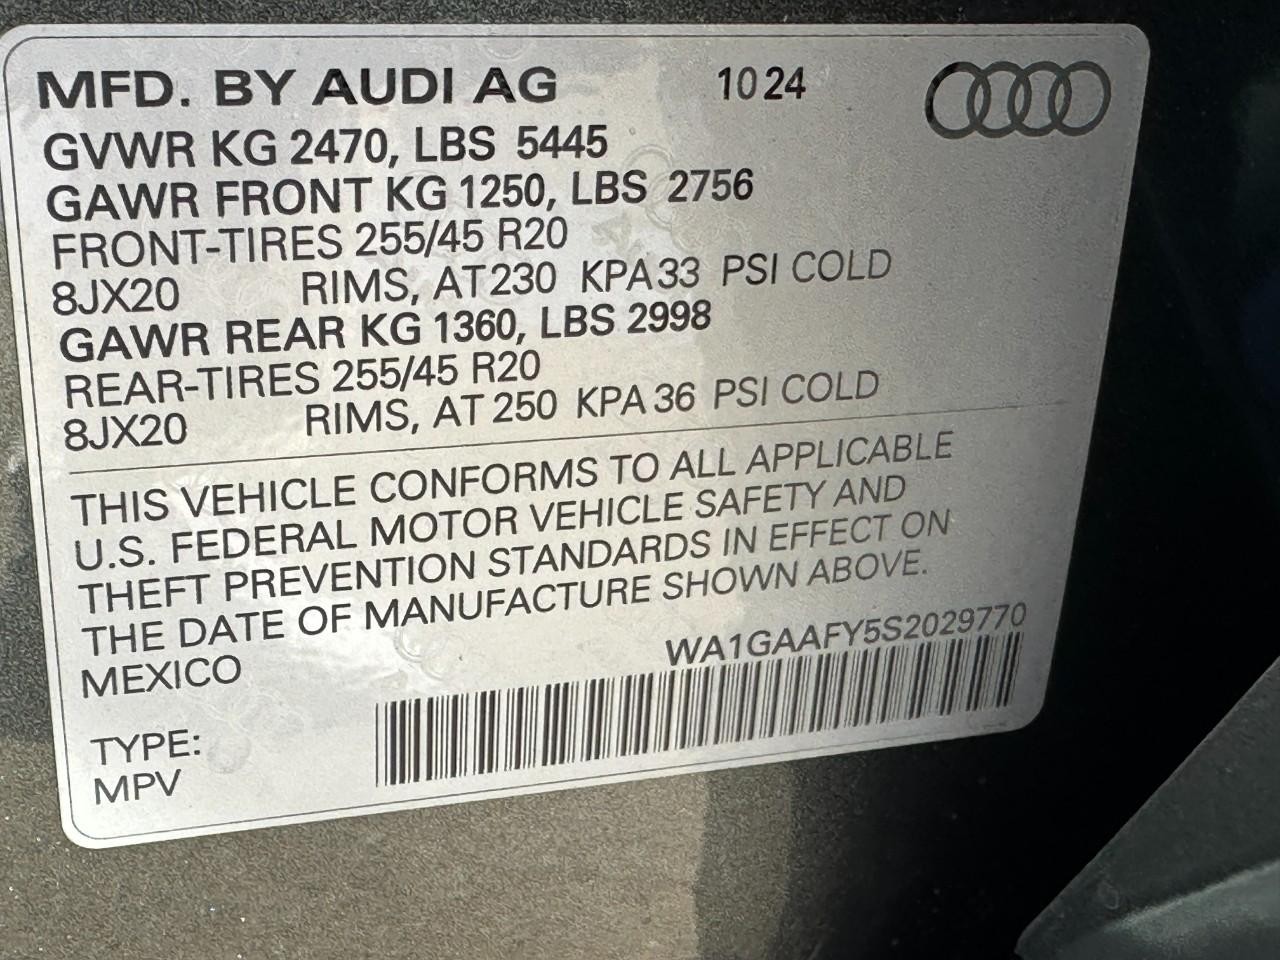 MFD. BY AUDI AG 10 24
GVWR KG 2470, LBS 5445
GAWR FRONT KG 1250, LBS 2756
FRONT-TIRES 255/45 R20
8JX20 RIMS, AT 230 KPA 33 PSI COLD
GAWR REAR KG 1360, LBS 2998
REAR-TIRES 255/45 R20
8JX20 RIMS, AT 250 KPA 36 PSI COLD
THIS VEHICLE CONFORMS TO ALL APPLICABLE
U.S. FEDERAL MOTOR VEHICLE SAFETY AND
THEFT PREVENTION STANDARDS IN EFFECT ON
THE DATE OF MANUFACTURE SHOWN ABOVE.
MEXICO WA1GAAFY5S2029770
TYPE:
MPV